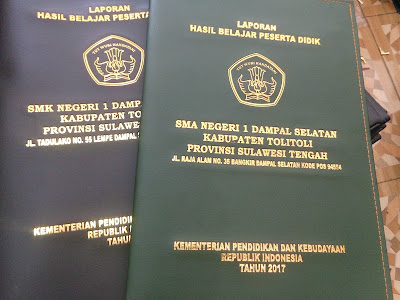 LAPORAN
HASIL BELAJAR PESERTA
TUT WURI HANDAYANI
SMK NEGERI 1 DAMPAL
KABUPATEN
PROVINSI SULAWESI
JL. TADULAKO NO. 55 LEMPE DAMPAL
KEMENTERIAN
REPUBLIK
TAHUN
LAPORAN
HASIL BELAJAR PESERTA DIDIK
TUT WURI HANDAYANI
SMA NEGERI 1 DAMPAL SELATAN
KABUPATEN TOLITOLI
PROVINSI SULAWESI TENGAH
JL. RAJA ALAM NO. 35 BANGKIR DAMPAL SELATAN KODE POS 94554
KEMENTERIAN PENDIDIKAN DAN KEBUDAYAAN
REPUBLIK INDONESIA
TAHUN 2017